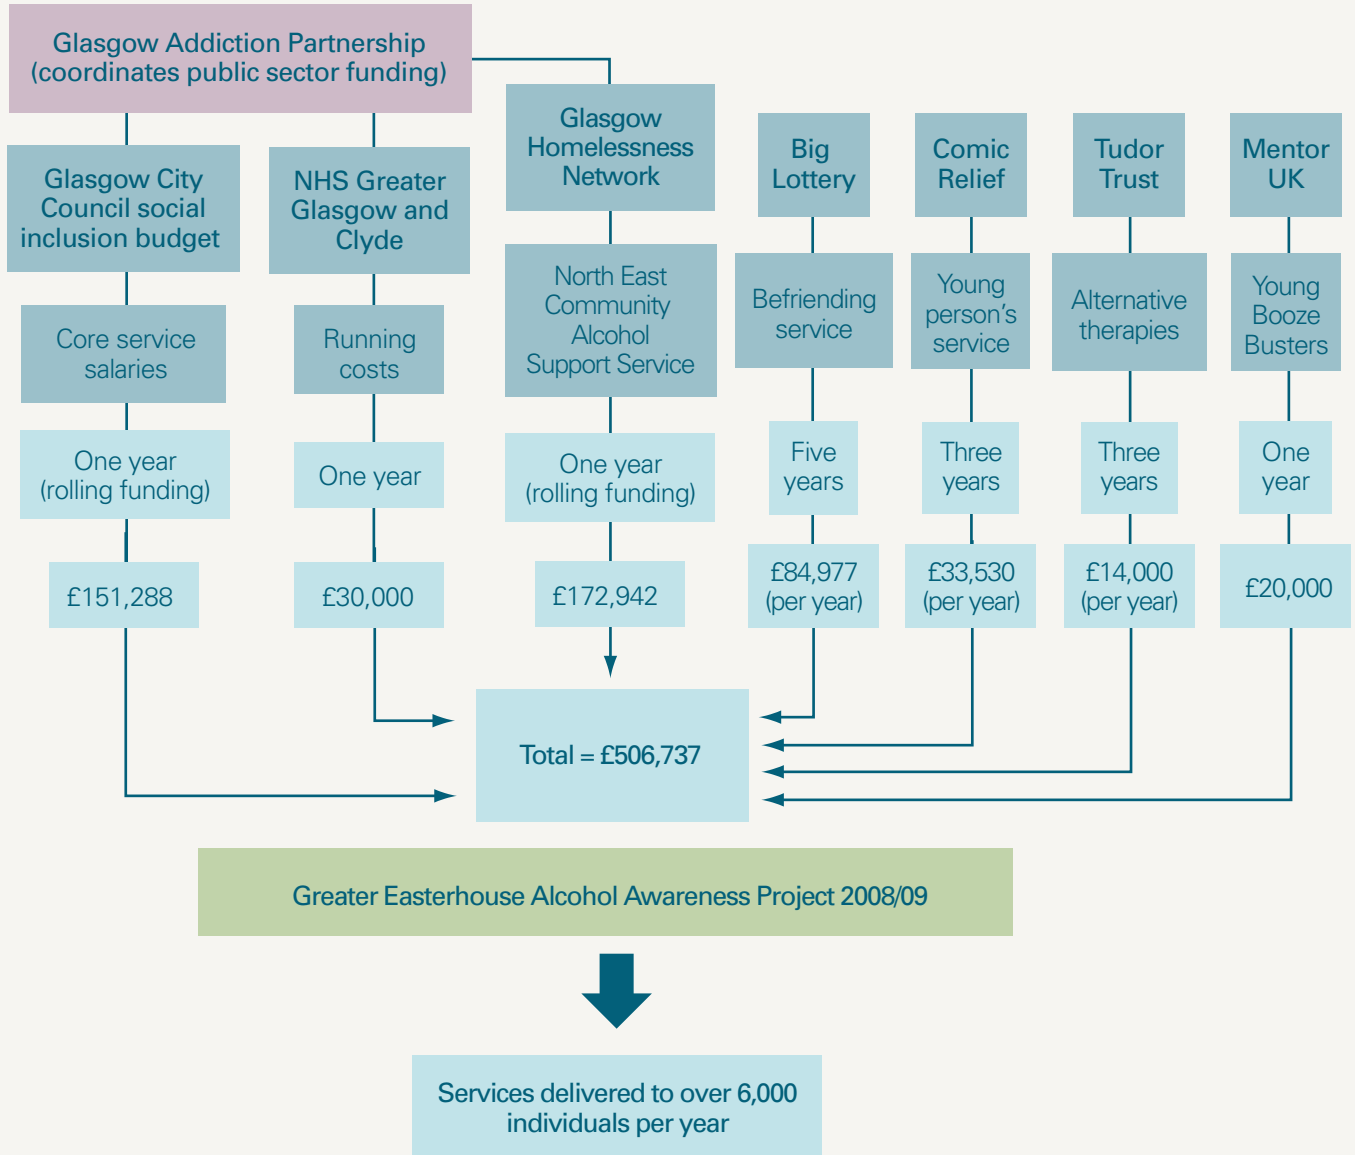 Glasgow Addiction Partnership
(coordinates public sector funding)
Glasgow City
Council social
inclusion budget
Core service
salaries
One year
(rolling funding)
£151,288
NHS Greater
Glasgow and
Clyde
Running
costs
One year
£30,000
Glasgow
Homelessness
Network
North East
Community
Alcohol
Support Service
One year
(rolling funding)
£172,942
Big
Lottery
Befriending
service
Five
years
£84,977
(per year)
Comic
Relief
Young
person’s
service
Three
years
£33,530
(per year)
Tudor
Trust
Alternative
therapies
Three
years
£14,000
(per year)
Mentor
UK
Young
Booze
Busters
One
year
£20,000
Total = £506,737
Greater Easterhouse Alcohol Awareness Project 2008/09
Services delivered to over 6,000
individuals per year